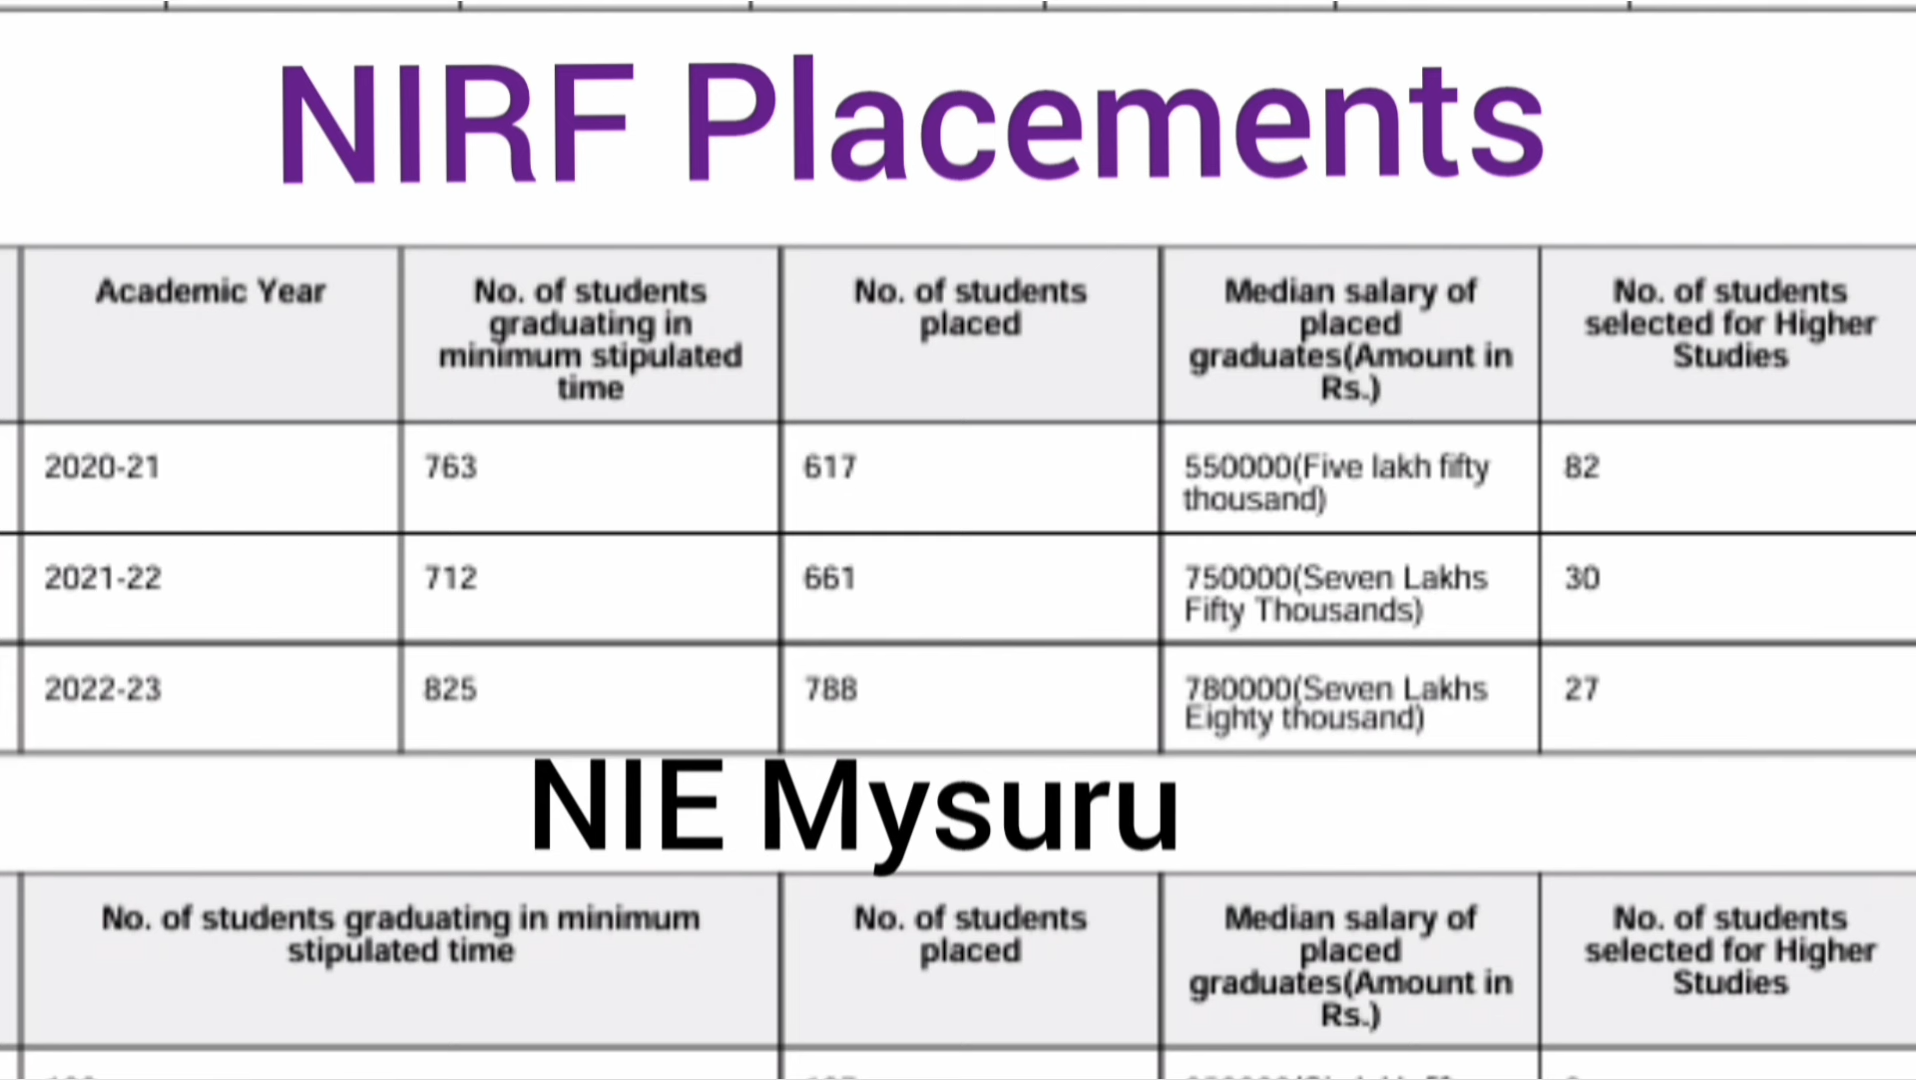 NIRF Placements
Academic Year
No. of students
graduating in
minimum stipulated
time
No. of students
placed
Median salary of
placed
graduates(Amount in
Rs.)
No. of students
selected for Higher
Studies
2020-21
763
617
550000(Five lakh fifty
thousand)
82
2021-22
712
661
750000(Seven Lakhs
Fifty Thousands)
30
2022-23
825
788
780000(Seven Lakhs
Eighty thousand)
27
NIE Mysuru
No. of students graduating in minimum
stipulated time
No. of students
placed
Median salary of
placed
graduates(Amount in
Rs.)
No. of students
selected for Higher
Studies